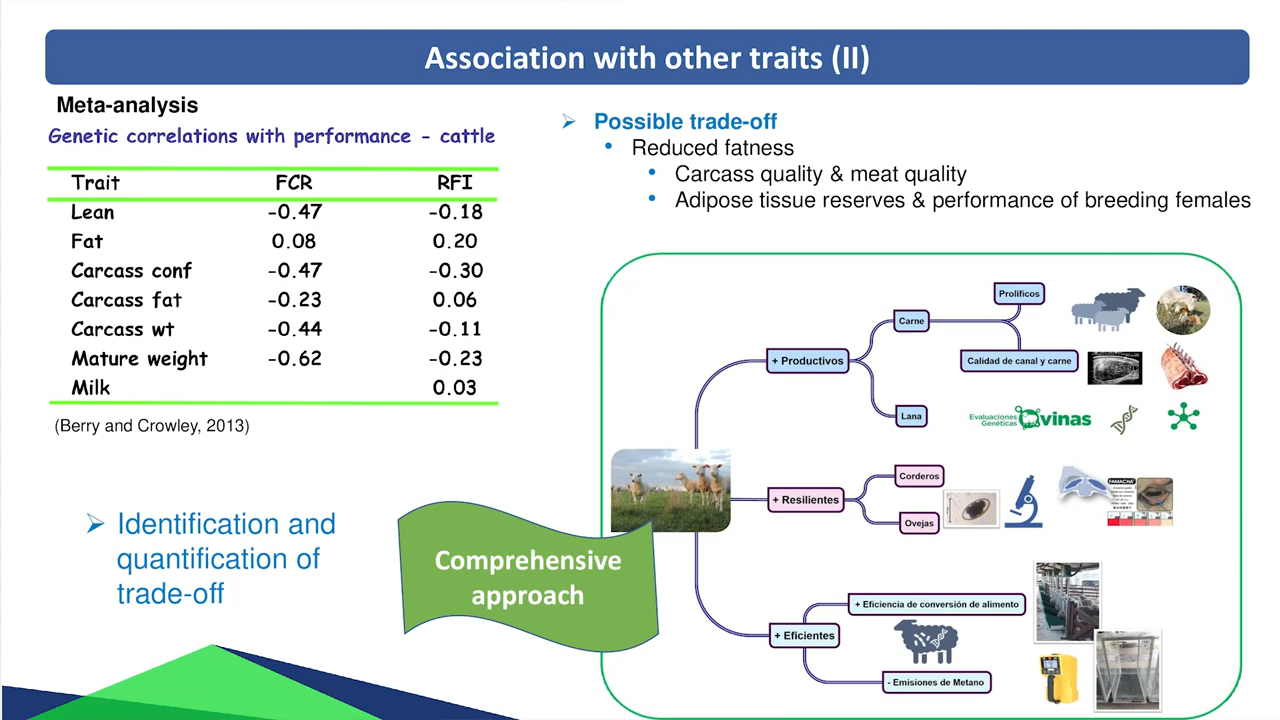 Association with other traits (II)
Meta-analysis
Genetic correlations with performance - cattle
Trait FCR RFI
Lean -0.47 -0.18
Fat 0.08 0.20
Carcass conf -0.47 -0.30
Carcass fat -0.23 0.06
Carcass wt -0.44 -0.11
Mature weight -0.62 -0.23
Milk 0.03
(Berry and Crowley, 2013)
Identification and
quantification of
trade-off
Comprehensive
approach
Possible trade-off
Reduced fatness
Carcass quality & meat quality
Adipose tissue reserves & performance of breeding females
+ Productivos
Carne
Prolíficos
Calidad de canal y carne
Lana
Evaluaciones
Genéticas
Ovinas
+ Resilientes
Corderos
Ovejas
FAMACHA
+ Eficientes
+ Eficiencia de conversión de alimento
- Emisiones de Metano